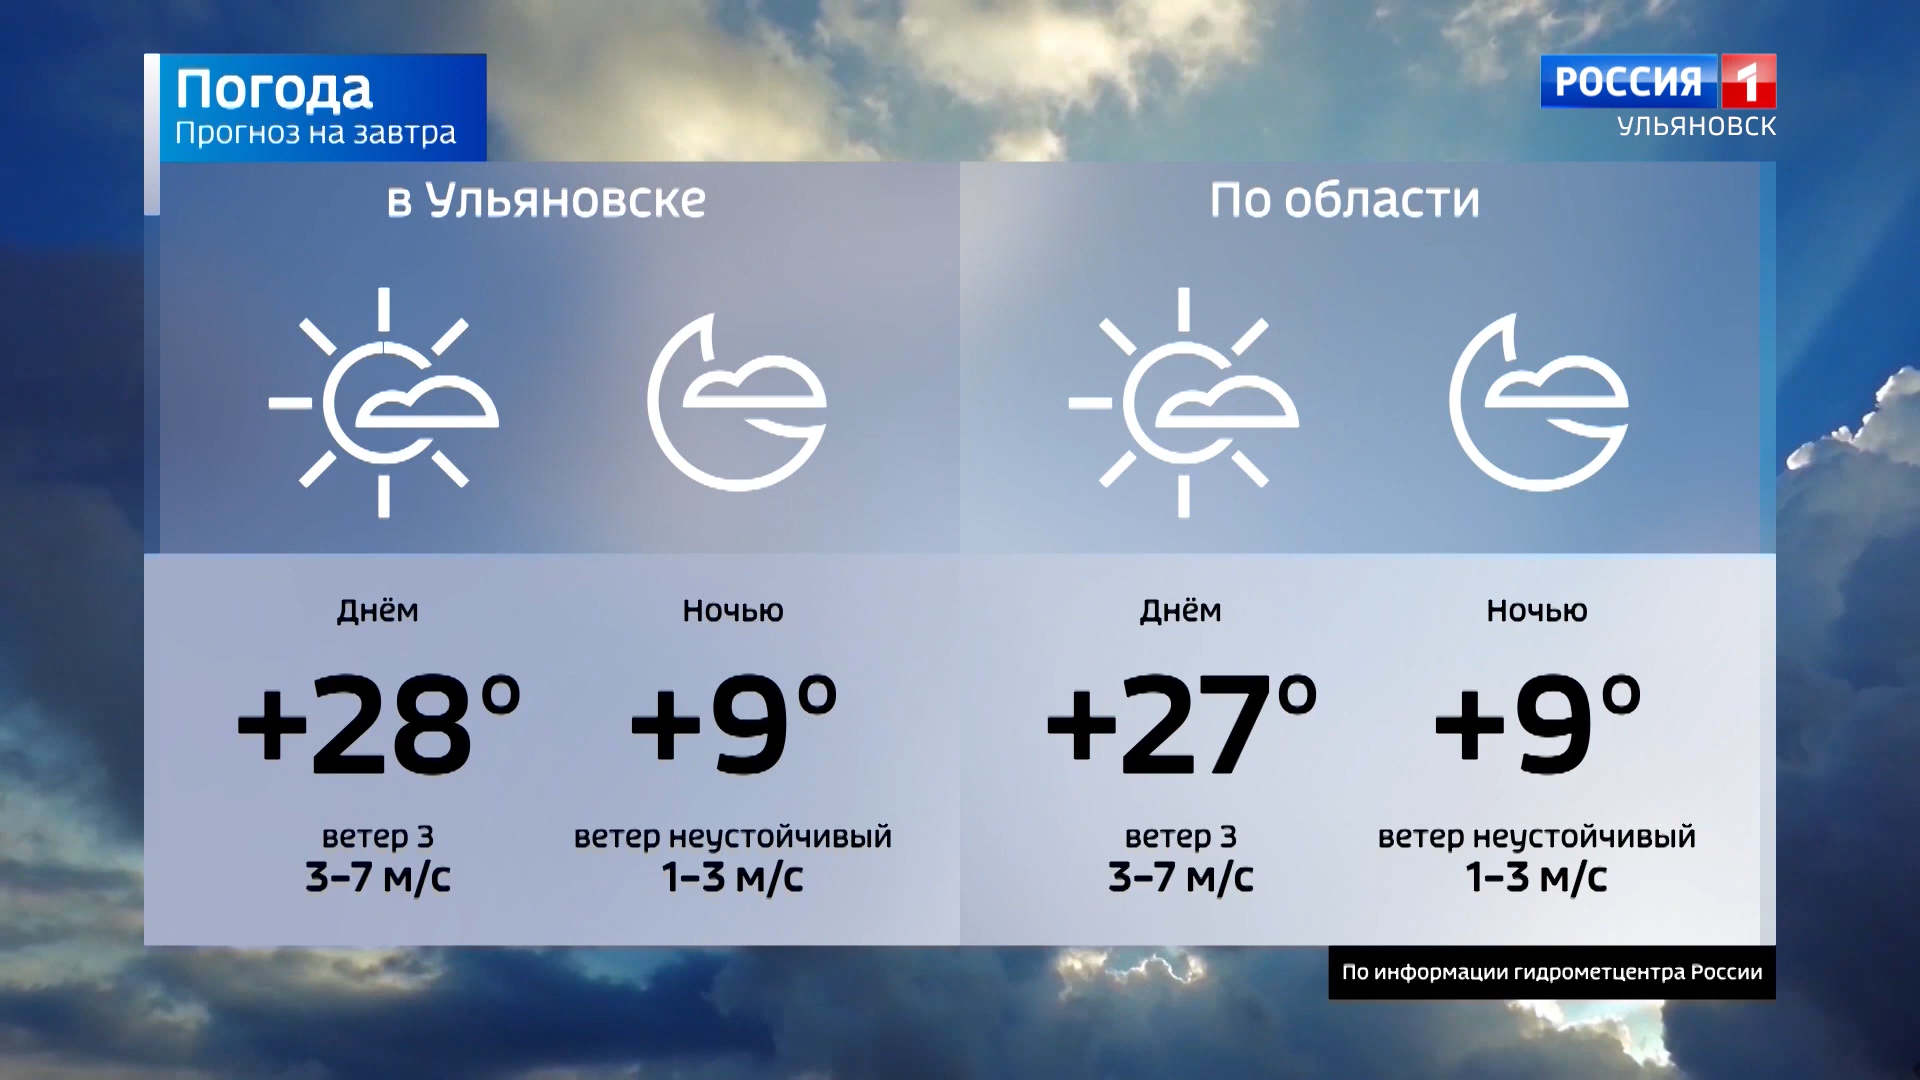 Погода
Прогноз на завтра
РОССИЯ 1
УЛЬЯНОВСК
в Ульяновске
По области
Днём
Ночью
Днём
Ночью
+28°
+9°
+27°
+9°
ветер З
3-7 м/с
ветер неустойчивый
1-3 м/с
ветер З
3-7 м/с
ветер неустойчивый
1-3 м/с
По информации гидрометцентра России